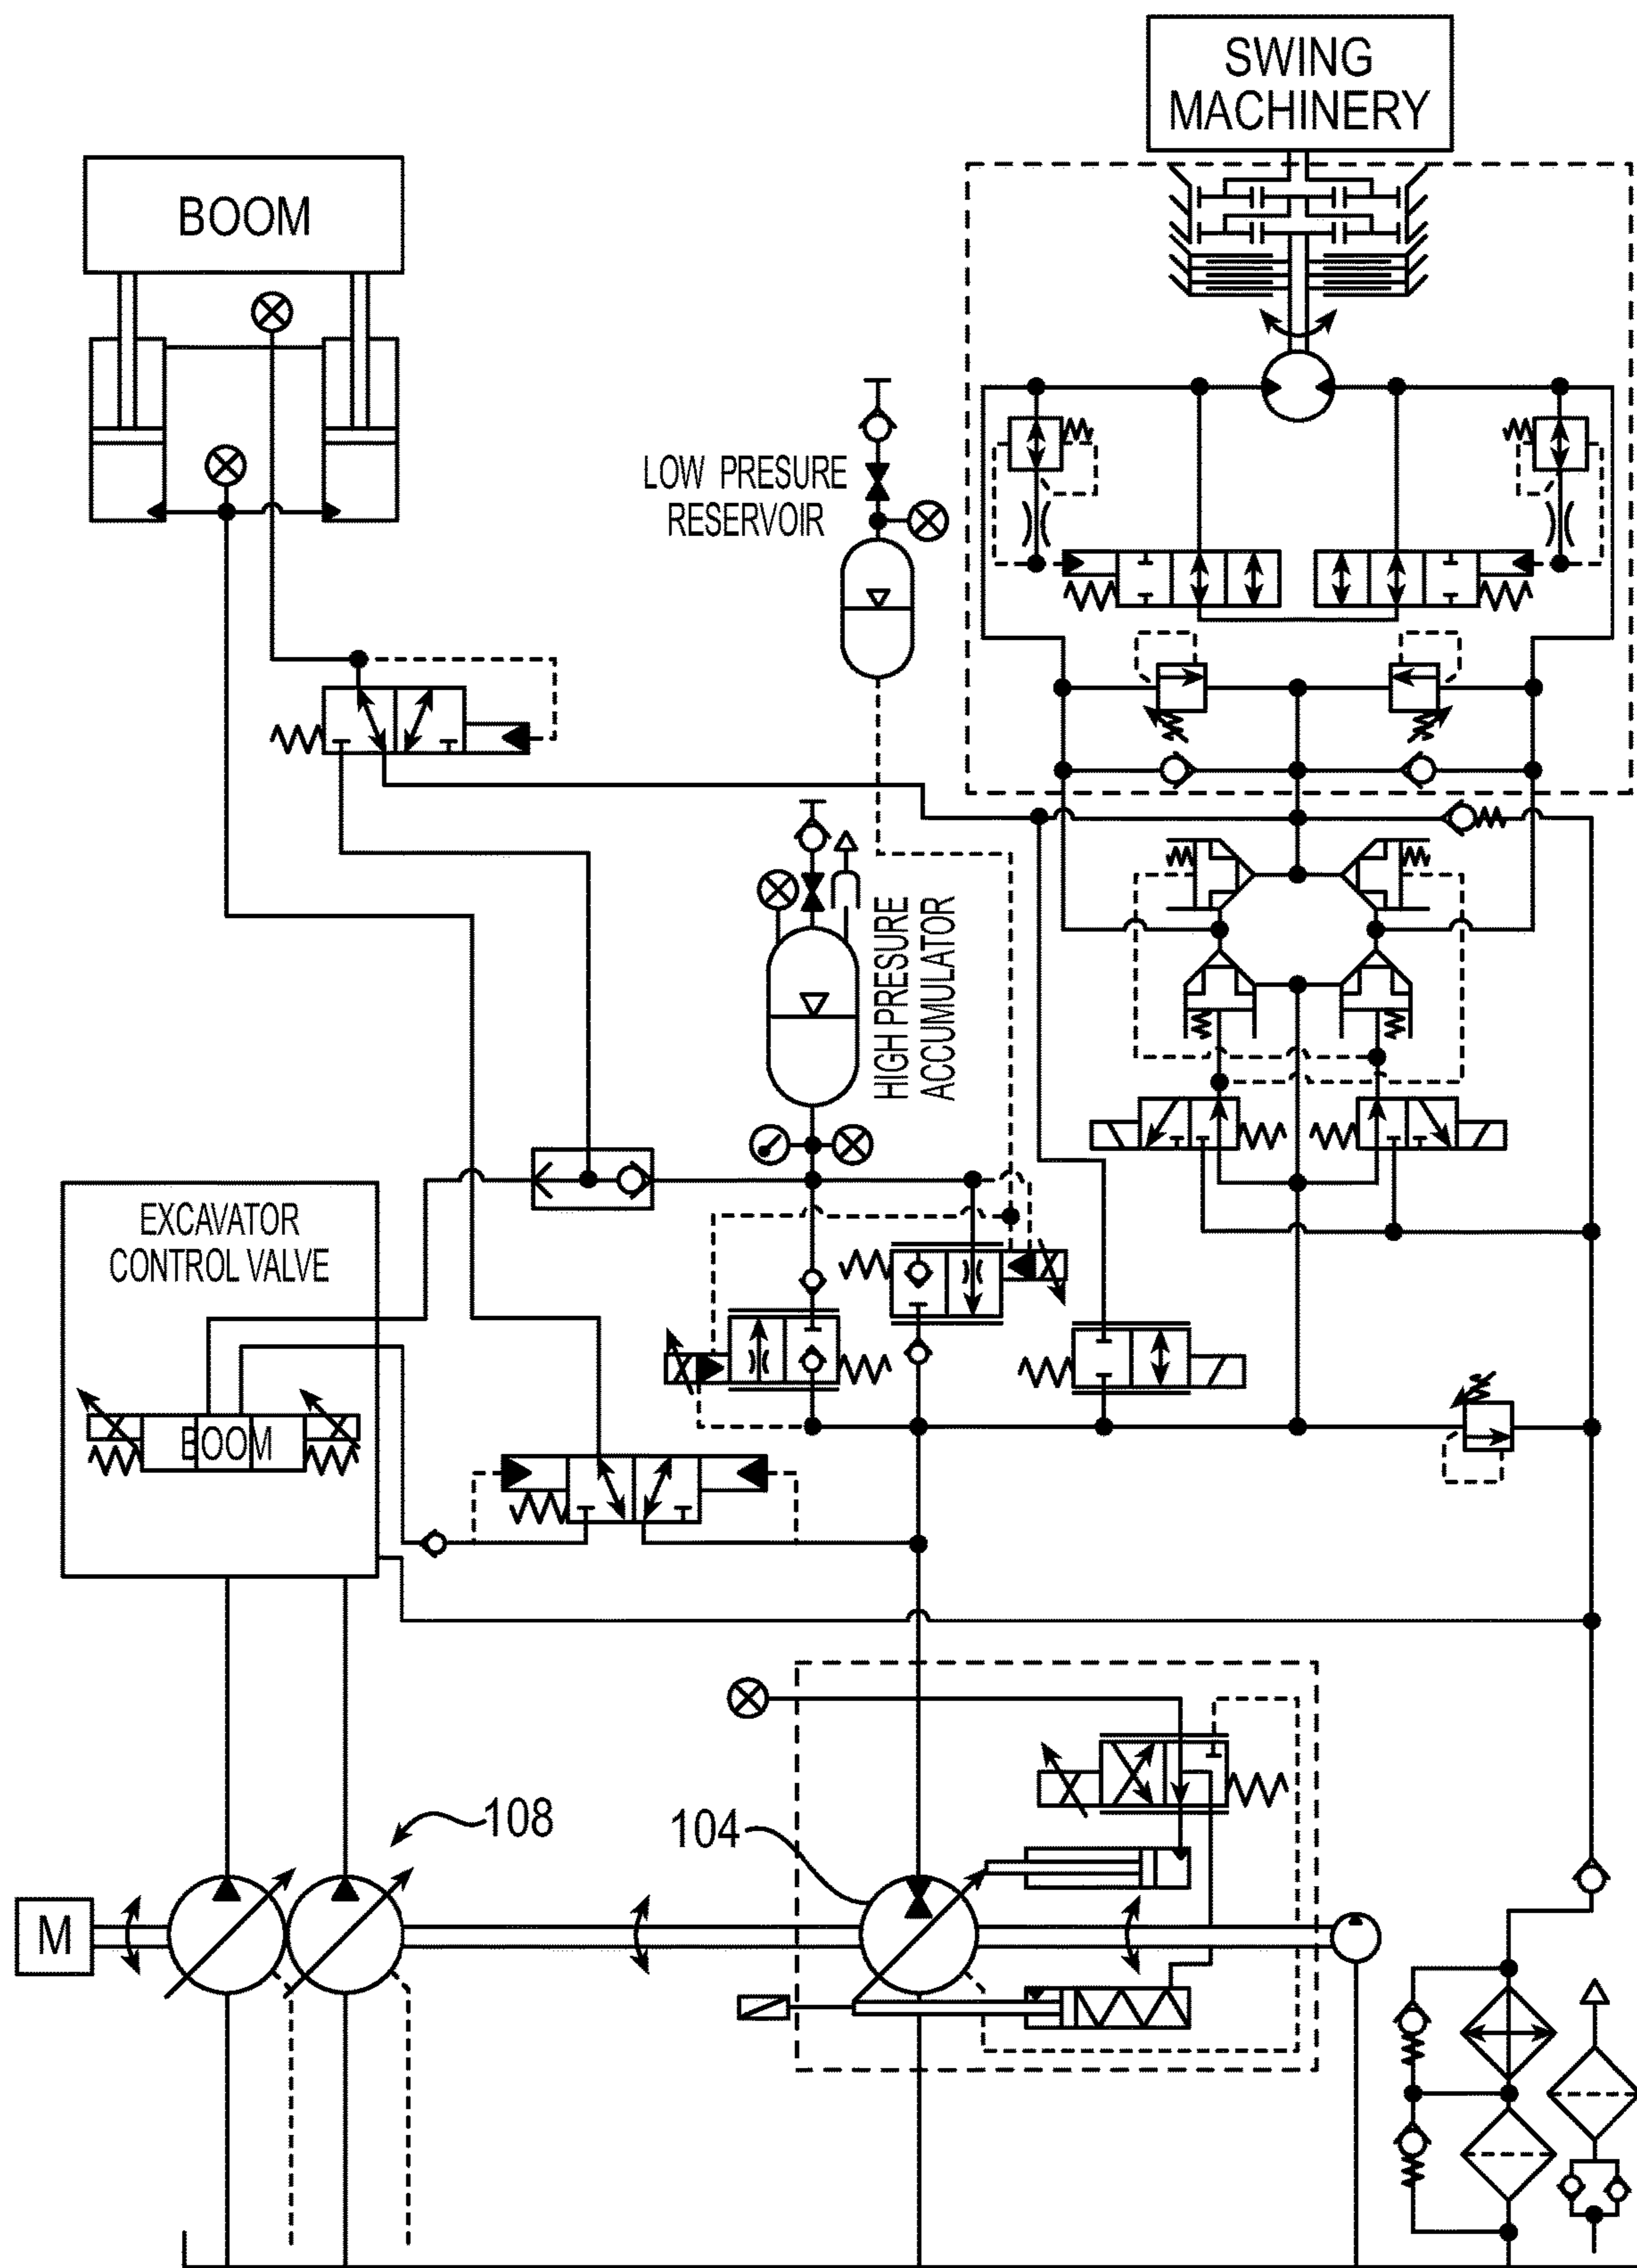 SWING
MACHINERY
BOOM
LOW PRESURE
RESERVOIR
HIGH PRESURE
ACCUMULATOR
EXCAVATOR
CONTROL VALVE
BOOM
108
104
M